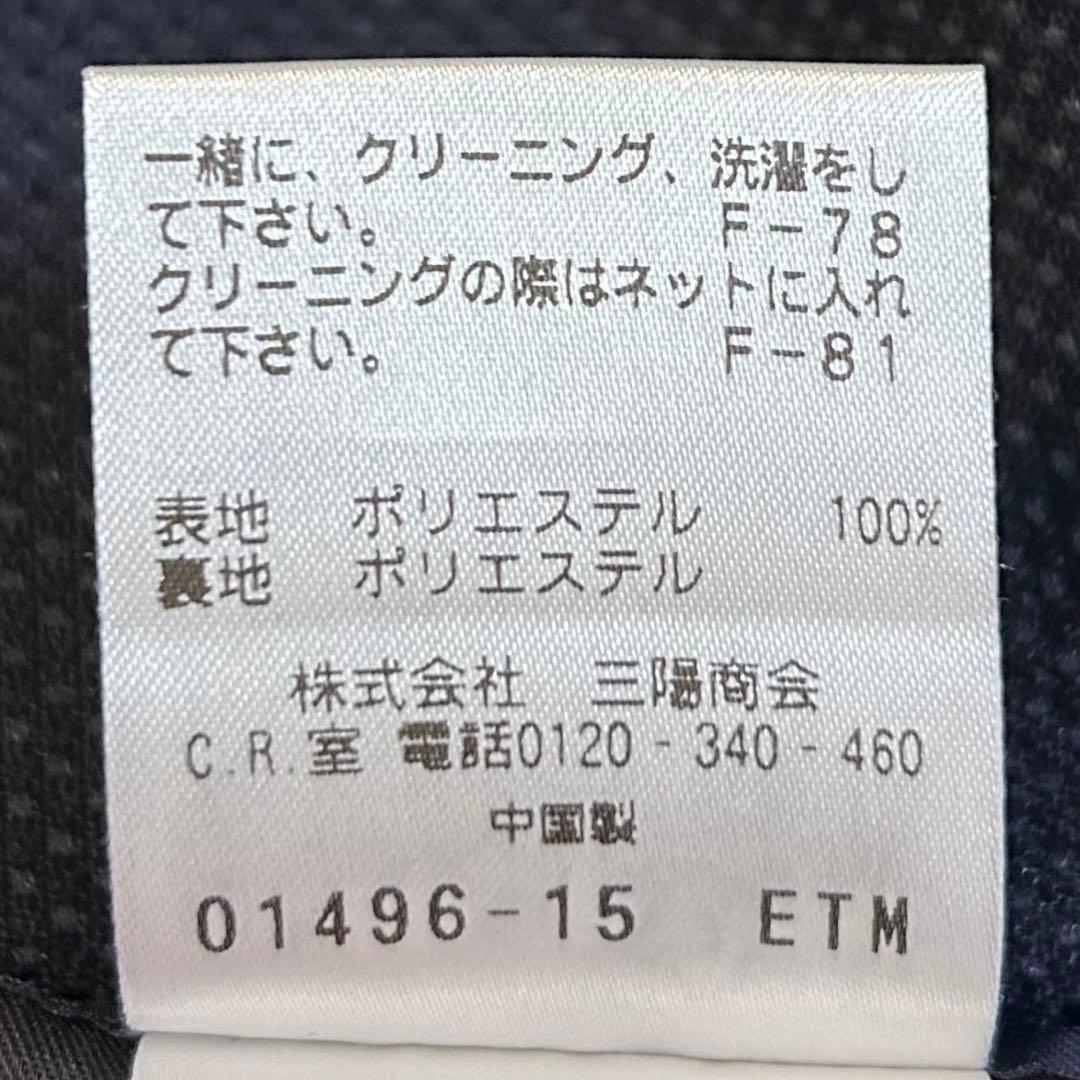 一緒に、クリーニング、洗濯をし
て下さい。 F-78
クリーニングの際はネットに入れ
て下さい。 F-81
表地 ポリエステル 100%
裏地 ポリエステル
株式会社 三陽商会
C.R.室 電話0120-340-460
中国製
01496-15 ETM